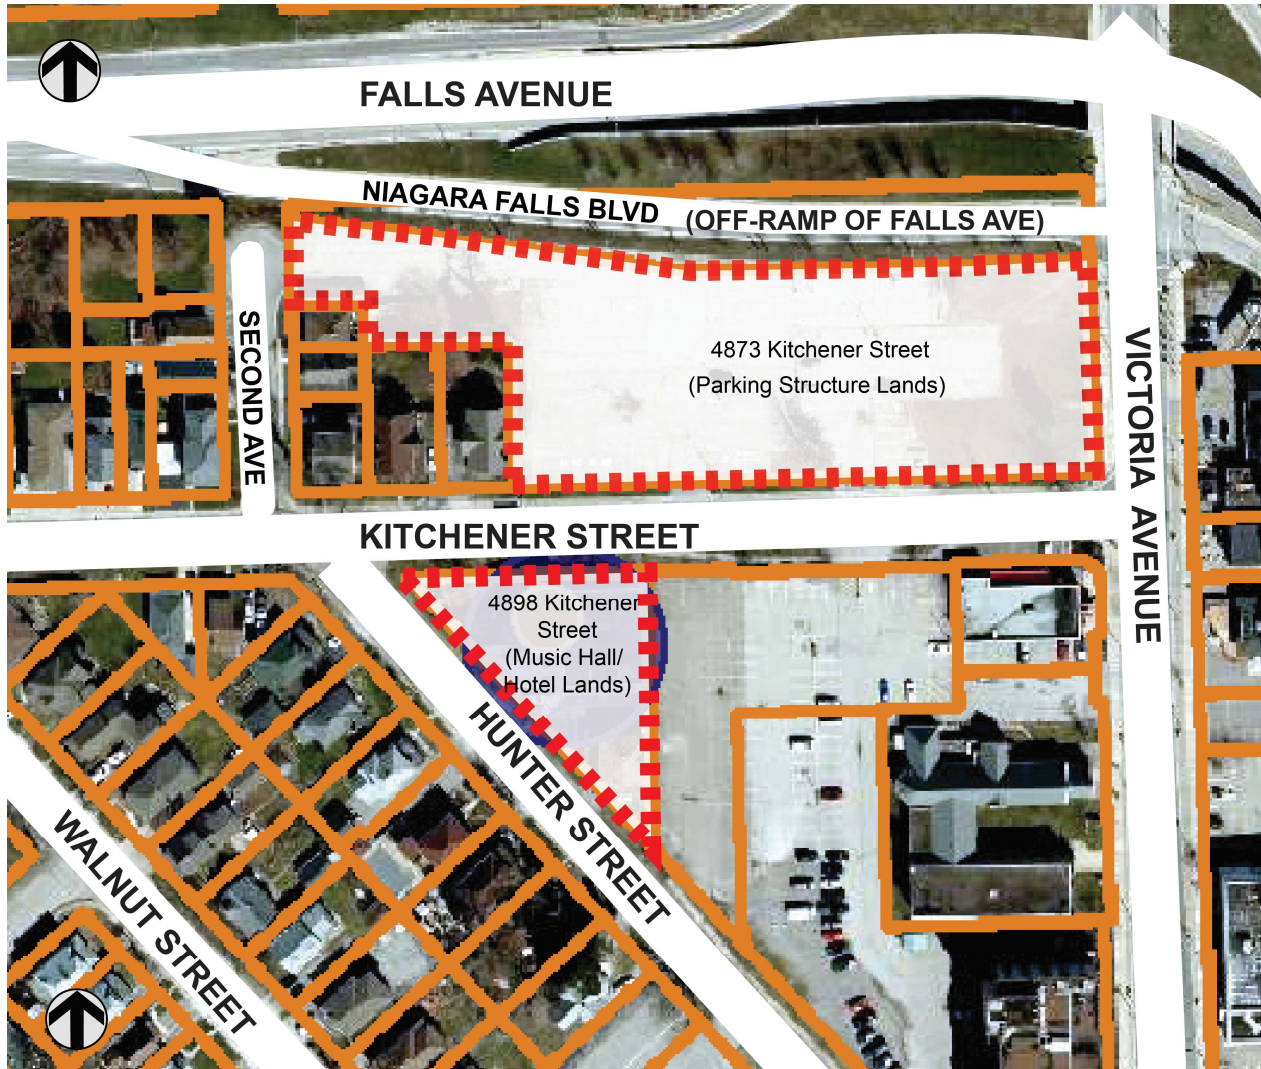 FALLS AVENUE
NIAGARA FALLS BLVD (OFF-RAMP OF FALLS AVE)
SECOND AVE
4873 Kitchener Street
(Parking Structure Lands)
VICTORIA AVENUE
KITCHENER STREET
4898 Kitchener
Street
(Music Hall/
Hotel Lands)
HUNTER STREET
WALNUT STREET